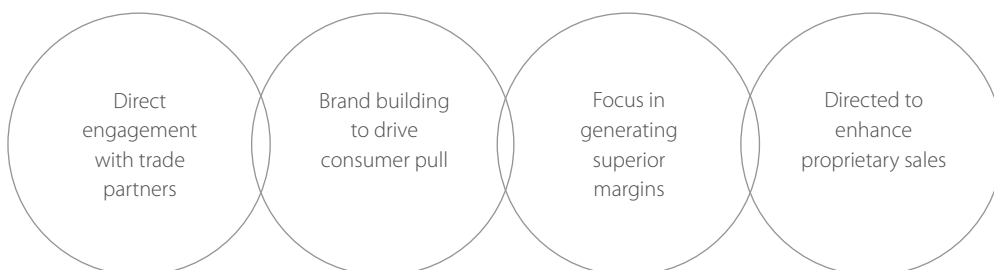 Direct
engagement
with trade
partners
Brand building
to drive
consumer pull
Focus in
generating
superior
margins
Directed to
enhance
proprietary sales